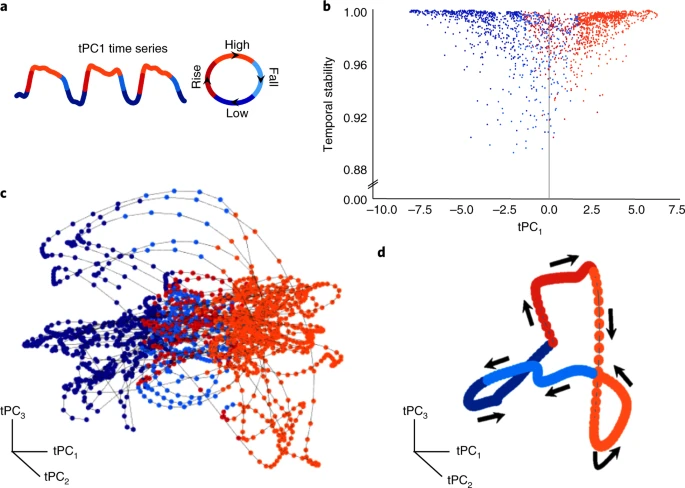 a
tPC1 time series
High
Rise
Fall
Low
b
Temporal stability
1.00
0.96
0.92
0.88
0.00
−10.0 −7.5 −5.0 −2.5 0.0 2.5 5.0 7.5
tPC1
c
tPC3
tPC1
tPC2
d
tPC3
tPC1
tPC2